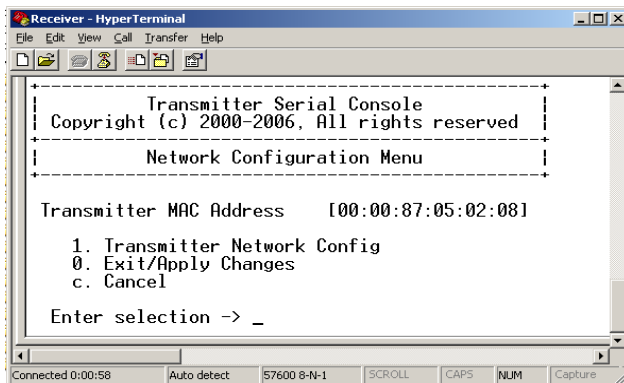 Receiver - HyperTerminal
File Edit View Call Transfer Help
Transmitter Serial Console
Copyright (c) 2000-2006, All rights reserved
Network Configuration Menu
Transmitter MAC Address [00:00:87:05:02:08]
1. Transmitter Network Config
0. Exit/Apply Changes
c. Cancel
Enter selection -> _
Connected 0:00:58 Auto detect 57600 8-N-1 SCROLL CAPS NUM Capture